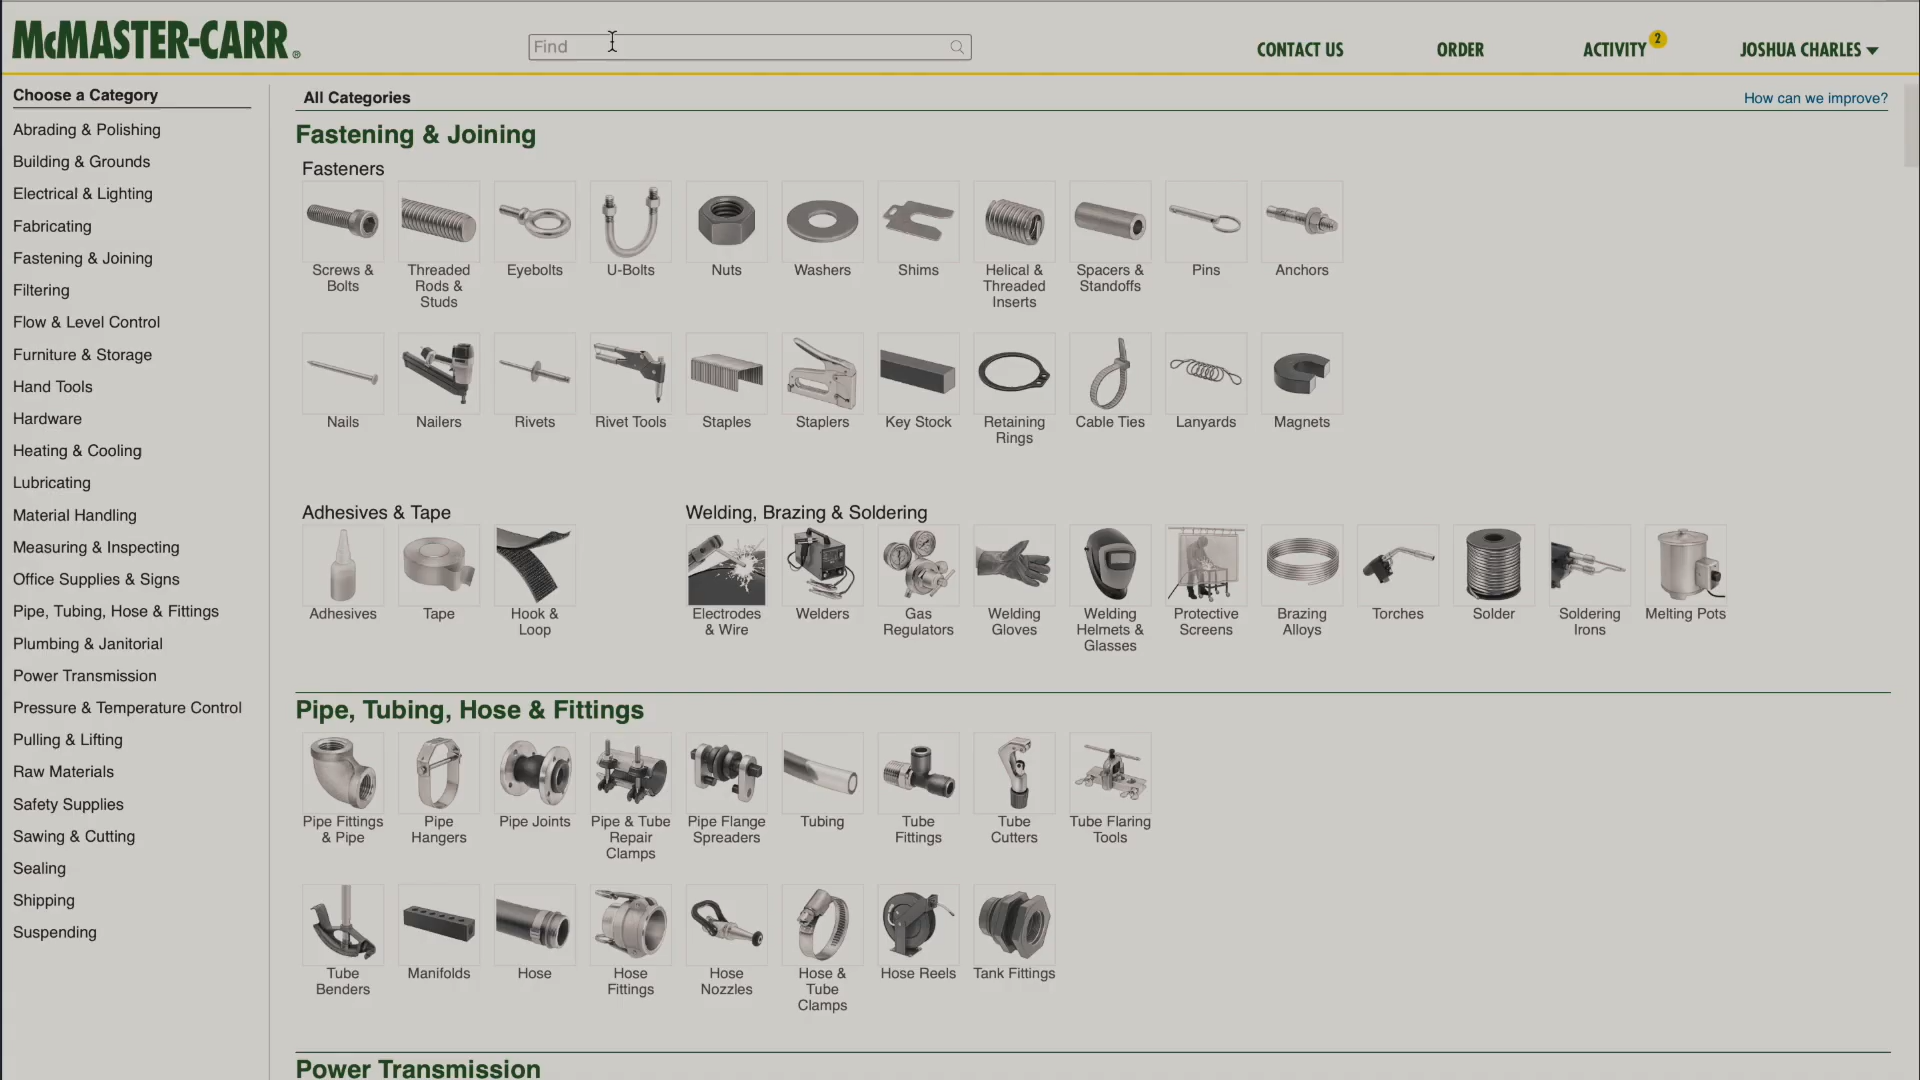 McMASTER-CARR®
Find
CONTACT US
ORDER
ACTIVITY
2
JOSHUA CHARLES
Choose a Category
Abrading & Polishing
Building & Grounds
Electrical & Lighting
Fabricating
Fastening & Joining
Filtering
Flow & Level Control
Furniture & Storage
Hand Tools
Hardware
Heating & Cooling
Lubricating
Material Handling
Measuring & Inspecting
Office Supplies & Signs
Pipe, Tubing, Hose & Fittings
Plumbing & Janitorial
Power Transmission
Pressure & Temperature Control
Pulling & Lifting
Raw Materials
Safety Supplies
Sawing & Cutting
Sealing
Shipping
Suspending
All Categories
How can we improve?
Fastening & Joining
Fasteners
Screws &
Bolts
Threaded
Rods &
Studs
Eyebolts
U-Bolts
Nuts
Washers
Shims
Helical &
Threaded
Inserts
Spacers &
Standoffs
Pins
Anchors
Nails
Nailers
Rivets
Rivet Tools
Staples
Staplers
Key Stock
Retaining
Rings
Cable Ties
Lanyards
Magnets
Adhesives & Tape
Adhesives
Tape
Hook &
Loop
Welding, Brazing & Soldering
Electrodes
& Wire
Welders
Gas
Regulators
Welding
Gloves
Welding
Helmets &
Glasses
Protective
Screens
Brazing
Alloys
Torches
Solder
Soldering
Irons
Melting Pots
Pipe, Tubing, Hose & Fittings
Pipe Fittings
& Pipe
Pipe
Hangers
Pipe Joints
Pipe & Tube
Repair
Clamps
Pipe Flange
Spreaders
Tubing
Tube
Fittings
Tube
Cutters
Tube Flaring
Tools
Tube
Benders
Manifolds
Hose
Hose
Fittings
Hose
Nozzles
Hose &
Tube
Clamps
Hose Reels
Tank Fittings
Power Transmission